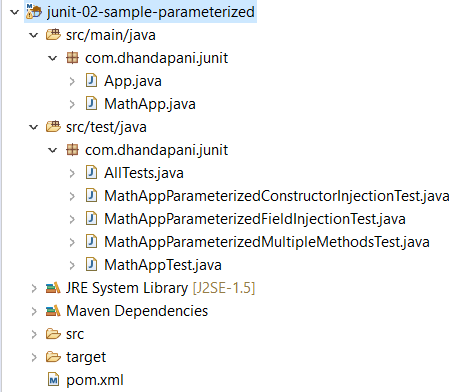 junit-02-sample-parameterized
src/main/java
com.dhandapani.junit
App.java
MathApp.java
src/test/java
com.dhandapani.junit
AllTests.java
MathAppParameterizedConstructorInjectionTest.java
MathAppParameterizedFieldInjectionTest.java
MathAppParameterizedMultipleMethodsTest.java
MathAppTest.java
JRE System Library [J2SE-1.5]
Maven Dependencies
src
target
pom.xml